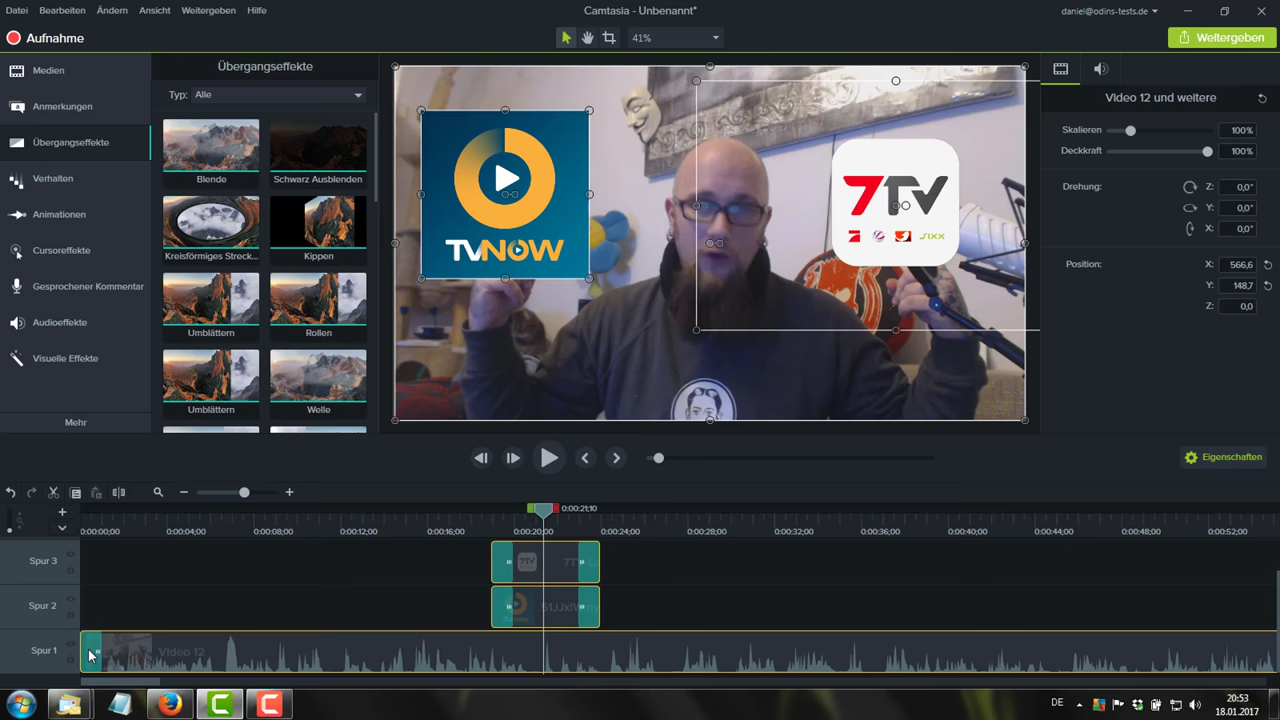 Datei Bearbeiten Ändern Ansicht Weitergeben Hilfe
Camtasia - Unbenannt*
daniel@odins-tests.de
Aufnahme
41%
Weitergeben
Medien
Anmerkungen
Übergangseffekte
Verhalten
Animationen
Cursoreffekte
Gesprochener Kommentar
Audioeffekte
Visuelle Effekte
Mehr
Übergangseffekte
Typ: Alle
Blende Schwarz Ausblenden
Kreisförmiges Streck... Kippen
Umblättern Rollen
Umblättern Welle
TVNOW
7TV
sixx
Video 12 und weitere
Skalieren 100%
Deckkraft 100%
Drehung: Z: 0,0°
Y: 0,0°
X: 0,0°
Position: X: 566,6
Y: 148,7
Z: 0,0
Eigenschaften
0:00:21;10
0:00:00;00 0:00:04;00 0:00:08;00 0:00:12;00 0:00:16;00 0:00:20;00 0:00:24;00 0:00:28;00 0:00:32;00 0:00:36;00 0:00:40;00 0:00:44;00 0:00:48;00 0:00:52;00
Spur 3
Spur 2
Spur 1 Video 12
DE
20:53
18.01.2017